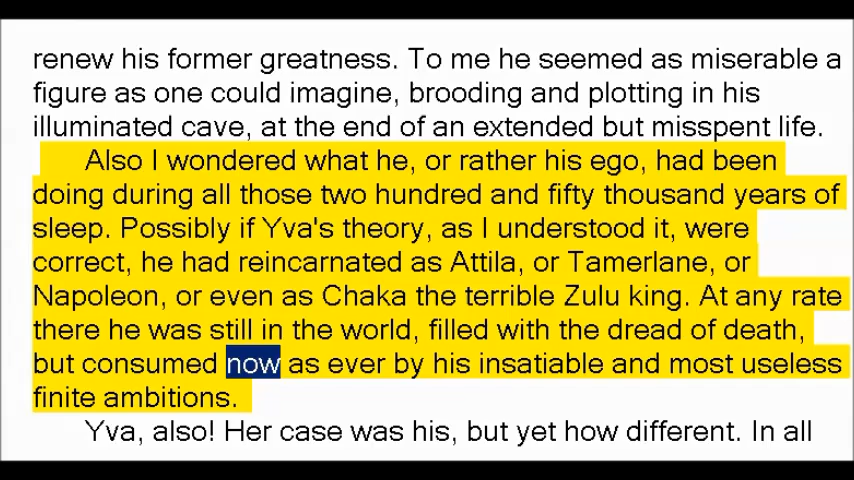 renew his former greatness. To me he seemed as miserable a
figure as one could imagine, brooding and plotting in his
illuminated cave, at the end of an extended but misspent life.
Also I wondered what he, or rather his ego, had been
doing during all those two hundred and fifty thousand years of
sleep. Possibly if Yva's theory, as I understood it, were
correct, he had reincarnated as Attila, or Tamerlane, or
Napoleon, or even as Chaka the terrible Zulu king. At any rate
there he was still in the world, filled with the dread of death,
but consumed now as ever by his insatiable and most useless
finite ambitions.
Yva, also! Her case was his, but yet how different. In all